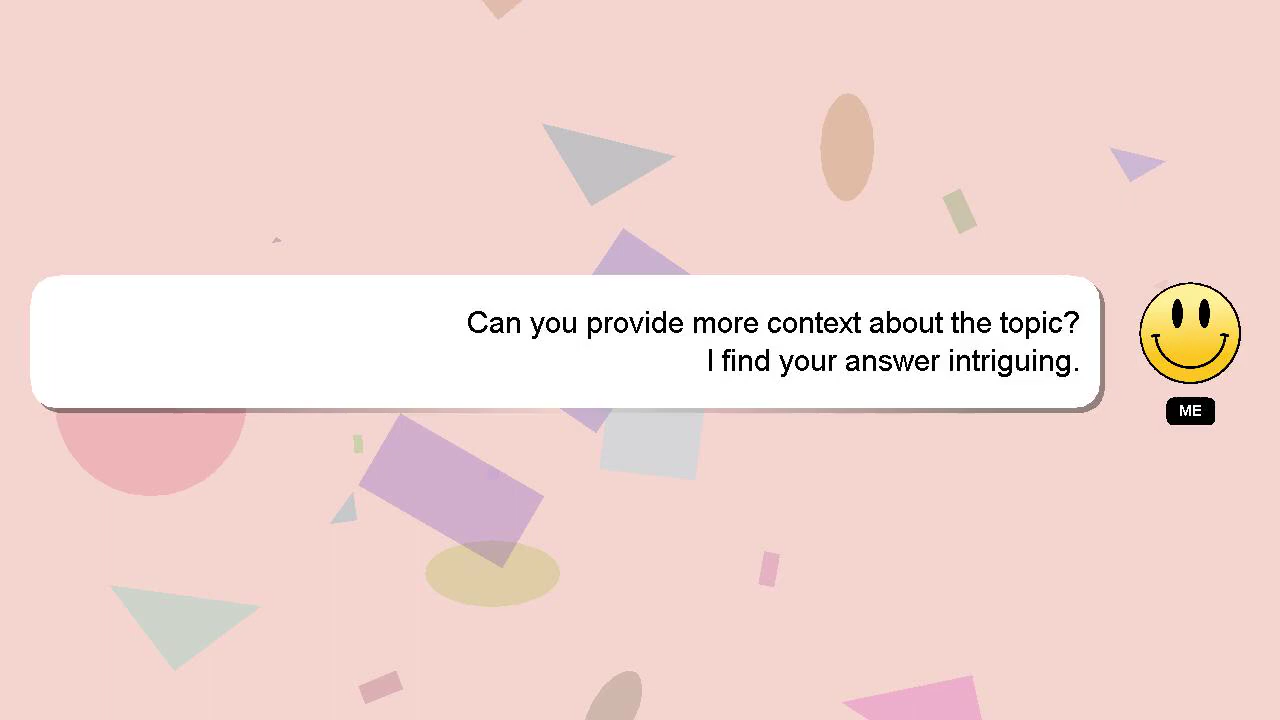 Can you provide more context about the topic?
I find your answer intriguing.
ME